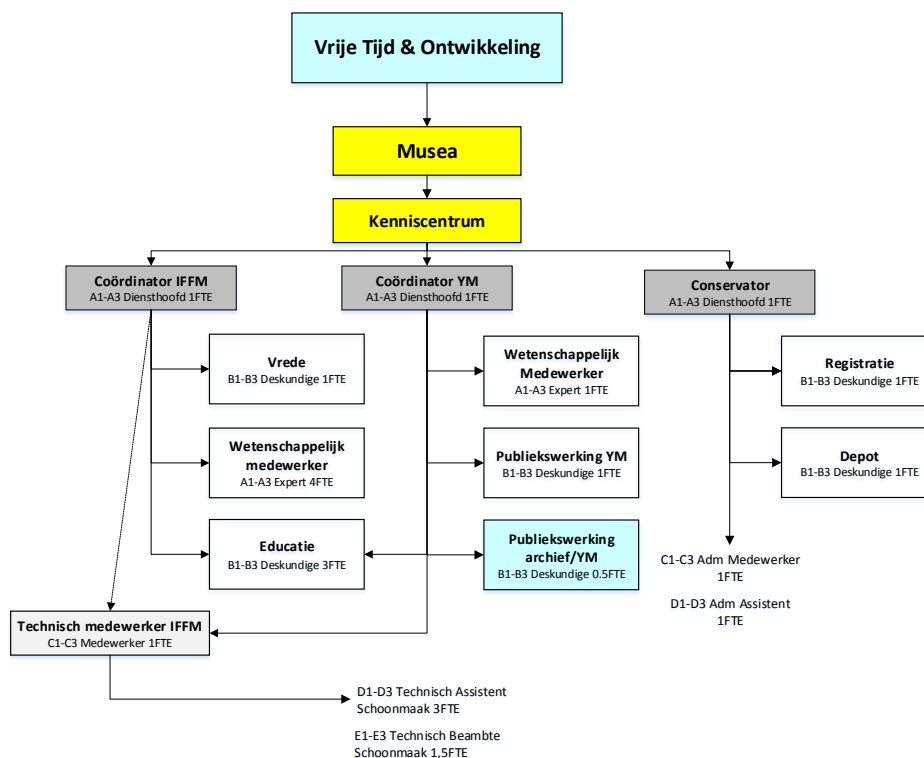 Vrije Tijd & Ontwikkeling
Musea
Kenniscentrum
Coördinator IFFM
A1-A3 Diensthoofd 1FTE
Coördinator YM
A1-A3 Diensthoofd 1FTE
Conservator
A1-A3 Diensthoofd 1FTE
Vrede
B1-B3 Deskundige 1FTE
Wetenschappelijk
Medewerker
A1-A3 Expert 1FTE
Registratie
B1-B3 Deskundige 1FTE
Wetenschappelijk
medewerker
A1-A3 Expert 4FTE
Publiekswerking YM
B1-B3 Deskundige 1FTE
Depot
B1-B3 Deskundige 1FTE
Educatie
B1-B3 Deskundige 3FTE
Publiekswerking
archief/YM
B1-B3 Deskundige 0.5FTE
C1-C3 Adm Medewerker
1FTE
D1-D3 Adm Assistent
1FTE
Technisch medewerker IFFM
C1-C3 Medewerker 1FTE
D1-D3 Technisch Assistent
Schoonmaak 3FTE
E1-E3 Technisch Beambte
Schoonmaak 1,5FTE